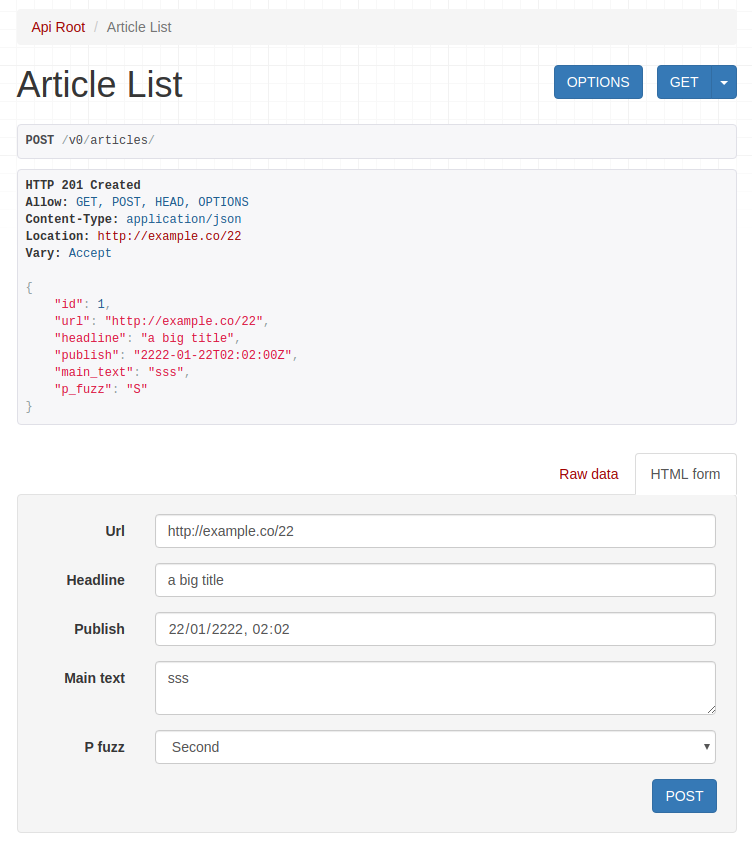 Api Root / Article List
Article List
OPTIONS GET
POST /v0/articles/
HTTP 201 Created
Allow: GET, POST, HEAD, OPTIONS
Content-Type: application/json
Location: http://example.co/22
Vary: Accept
{
"id": 1,
"url": "http://example.co/22",
"headline": "a big title",
"publish": "2222-01-22T02:02:00Z",
"main_text": "sss",
"p_fuzz": "S"
}
Raw data HTML form
Url http://example.co/22
Headline a big title
Publish 22/01/2222, 02:02
Main text sss
P fuzz Second
POST